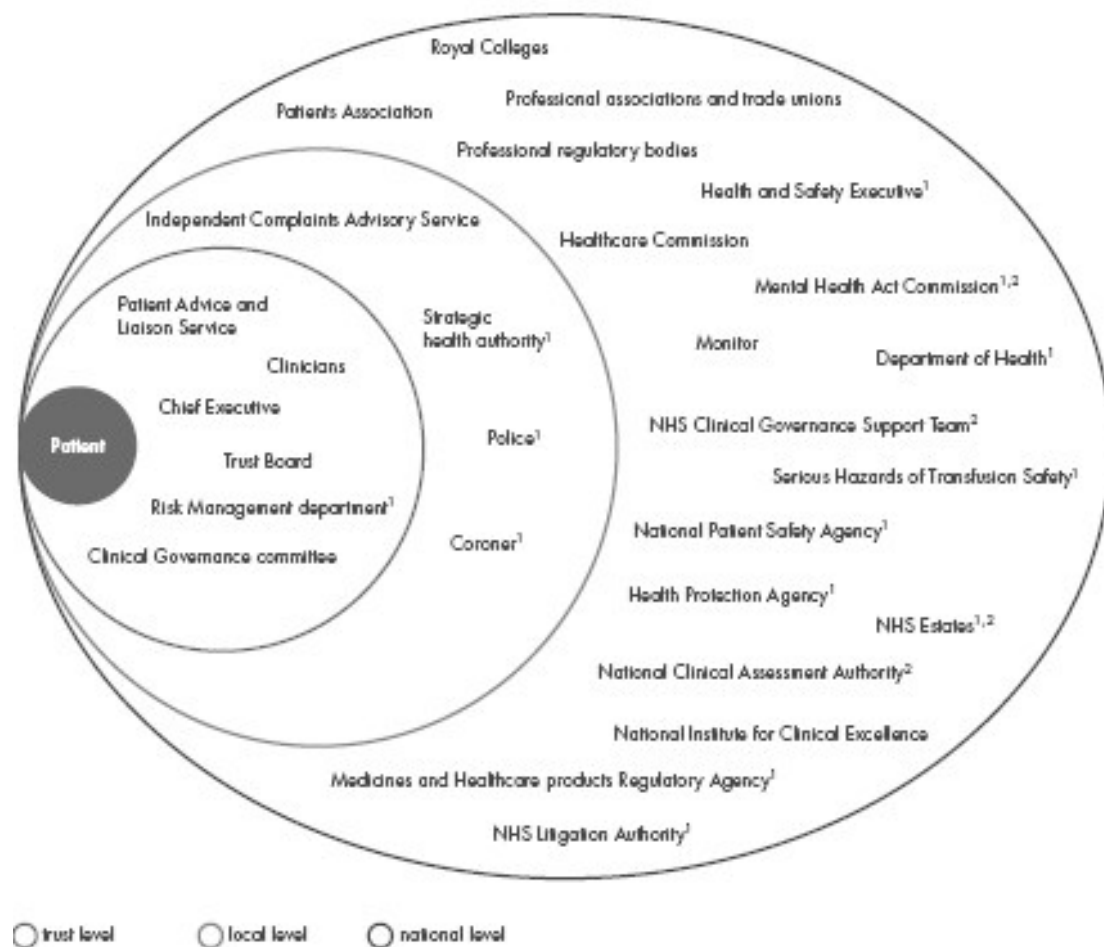 Royal Colleges
Professional associations and trade unions
Patients Association
Professional regulatory bodies
Health and Safety Executive¹
Independent Complaints Advisory Service
Healthcare Commission
Mental Health Act Commission¹,²
Patient Advice and
Liaison Service
Strategic
health authority¹
Monitor
Department of Health¹
Clinicians
Chief Executive
NHS Clinical Governance Support Team²
Patient
Police¹
Trust Board
Serious Hazards of Transfusion Safety¹
Risk Management department¹
National Patient Safety Agency¹
Coroner¹
Clinical Governance committee
Health Protection Agency¹
NHS Estates¹,²
National Clinical Assessment Authority²
National Institute for Clinical Excellence
Medicines and Healthcare products Regulatory Agency¹
NHS Litigation Authority¹
trust level
local level
national level